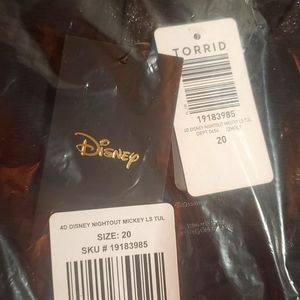 TORRID
19183985
4D DISNEY NIGHTOUT MICKEY LS TUL
20
Disney
4D DISNEY NIGHTOUT MICKEY LS TUL
SIZE: 20
SKU # 19183985